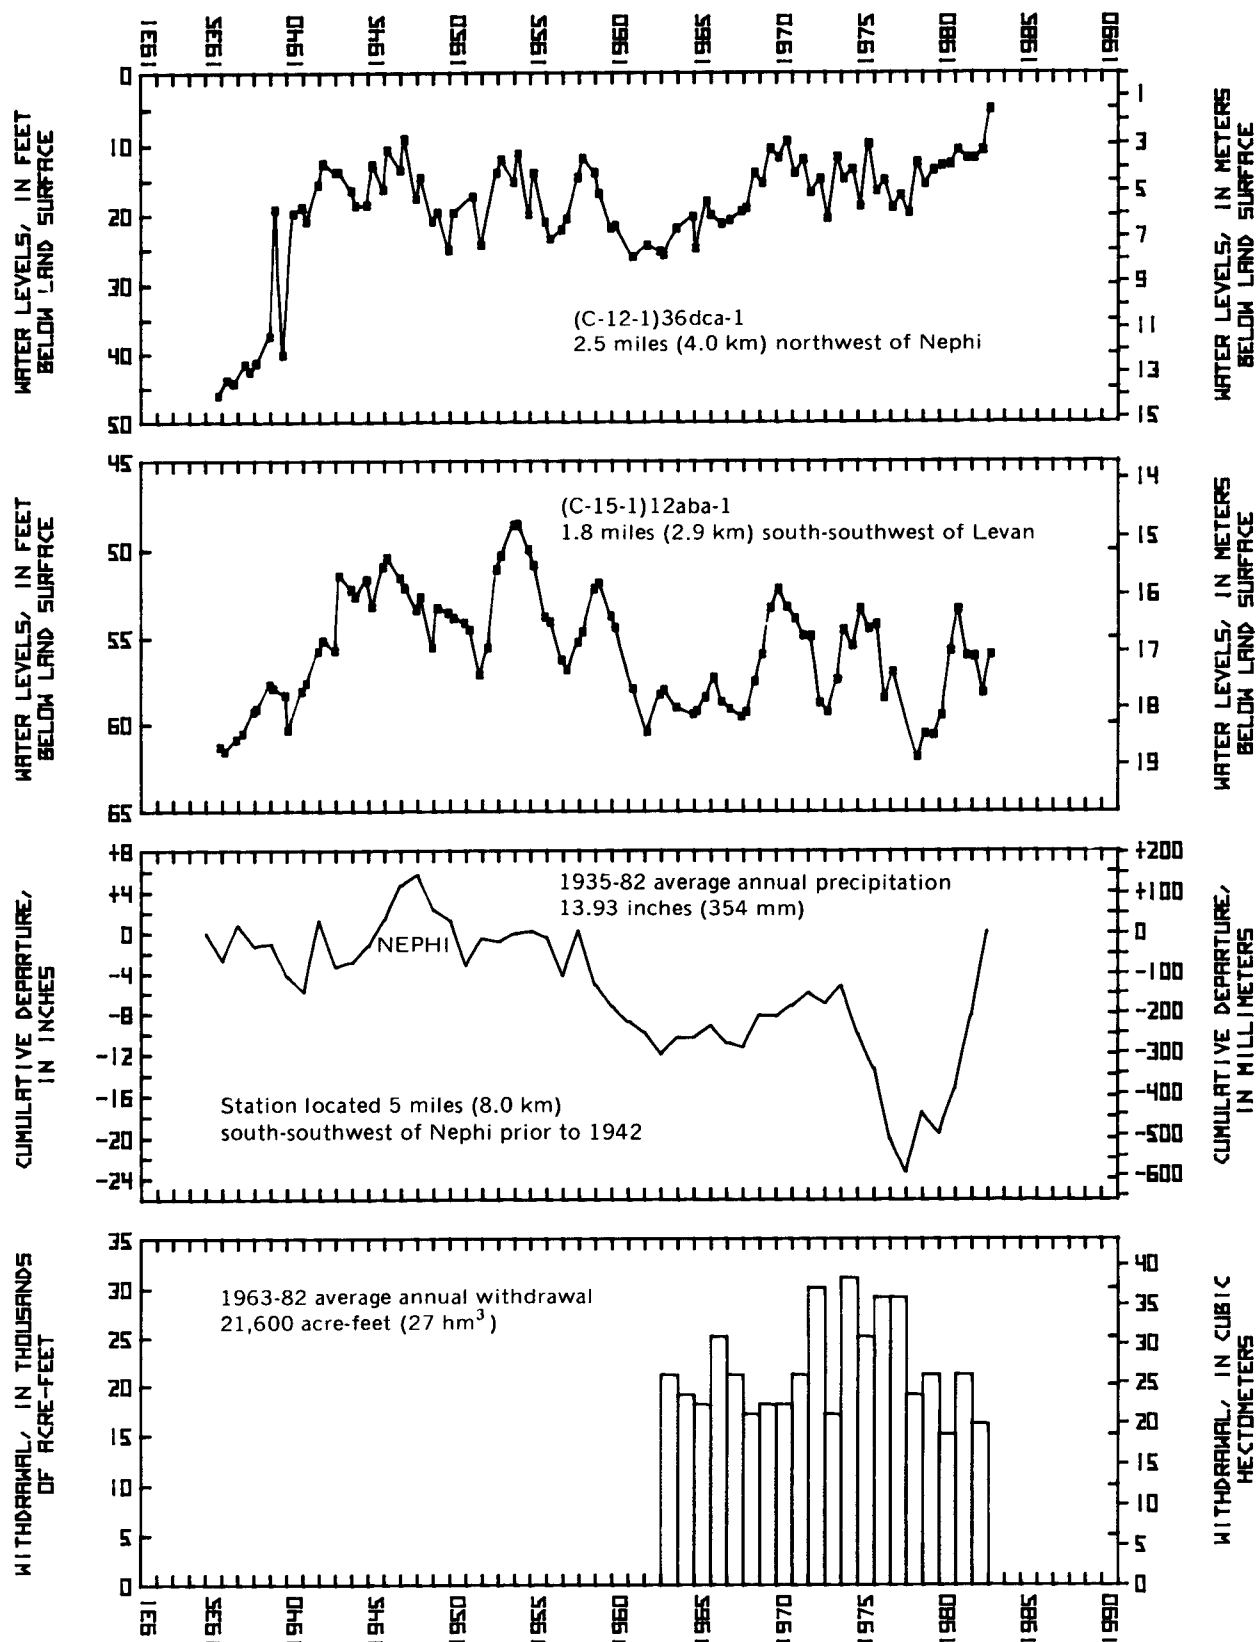 1931 1935 1940 1945 1950 1955 1960 1965 1970 1975 1980 1985 1990
WATER LEVELS, IN FEET
BELOW LAND SURFACE
0
10
20
30
40
50
(C-12-1)36dca-1
2.5 miles (4.0 km) northwest of Nephi
1
3
5
7
9
11
13
15
WATER LEVELS, IN METERS
BELOW LAND SURFACE
WATER LEVELS, IN FEET
BELOW LAND SURFACE
45
50
55
60
65
(C-15-1)12aba-1
1.8 miles (2.9 km) south-southwest of Levan
14
15
16
17
18
19
WATER LEVELS, IN METERS
BELOW LAND SURFACE
CUMULATIVE DEPARTURE,
IN INCHES
+8
+4
0
-4
-8
-12
-16
-20
-24
1935-82 average annual precipitation
13.93 inches (354 mm)
NEPHI
Station located 5 miles (8.0 km)
south-southwest of Nephi prior to 1942
+200
+100
0
-100
-200
-300
-400
-500
-600
CUMULATIVE DEPARTURE,
IN MILLIMETERS
WITHDRAWAL, IN THOUSANDS
OF ACRE-FEET
35
30
25
20
15
10
5
0
1963-82 average annual withdrawal
21,600 acre-feet (27 hm³)
40
35
30
25
20
15
10
5
0
WITHDRAWAL, IN CUBIC
HECTOMETERS
1931 1935 1940 1945 1950 1955 1960 1965 1970 1975 1980 1985 1990